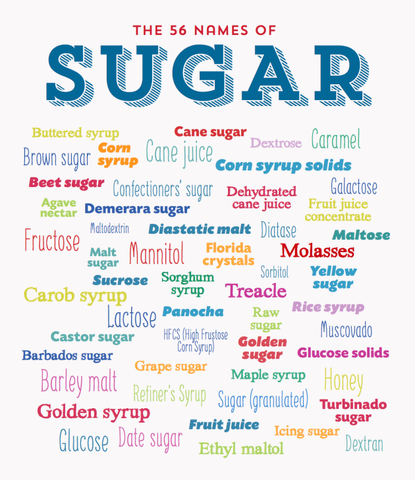 THE 56 NAMES OF
SUGAR
Buttered syrup
Cane sugar
Dextrose
Caramel
Brown sugar
Corn
syrup
Cane juice
Corn syrup solids
Beet sugar
Confectioners' sugar
Dehydrated
cane juice
Galactose
Agave
nectar
Demerara sugar
Fruit juice
concentrate
Fructose
Maltodextrin
Diastatic malt
Diatase
Maltose
Malt
sugar
Mannitol
Florida
crystals
Molasses
Sucrose
Sorghum
syrup
Sorbitol
Yellow
sugar
Carob syrup
Treacle
Lactose
Panocha
Raw
sugar
Rice syrup
Castor sugar
HFCS (High Frustose
Corn Syrup)
Golden
sugar
Muscovado
Barbados sugar
Glucose solids
Barley malt
Grape sugar
Maple syrup
Honey
Golden syrup
Refiner's Syrup
Sugar (granulated)
Turbinado
sugar
Glucose
Date sugar
Fruit juice
Icing sugar
Ethyl maltol
Dextran